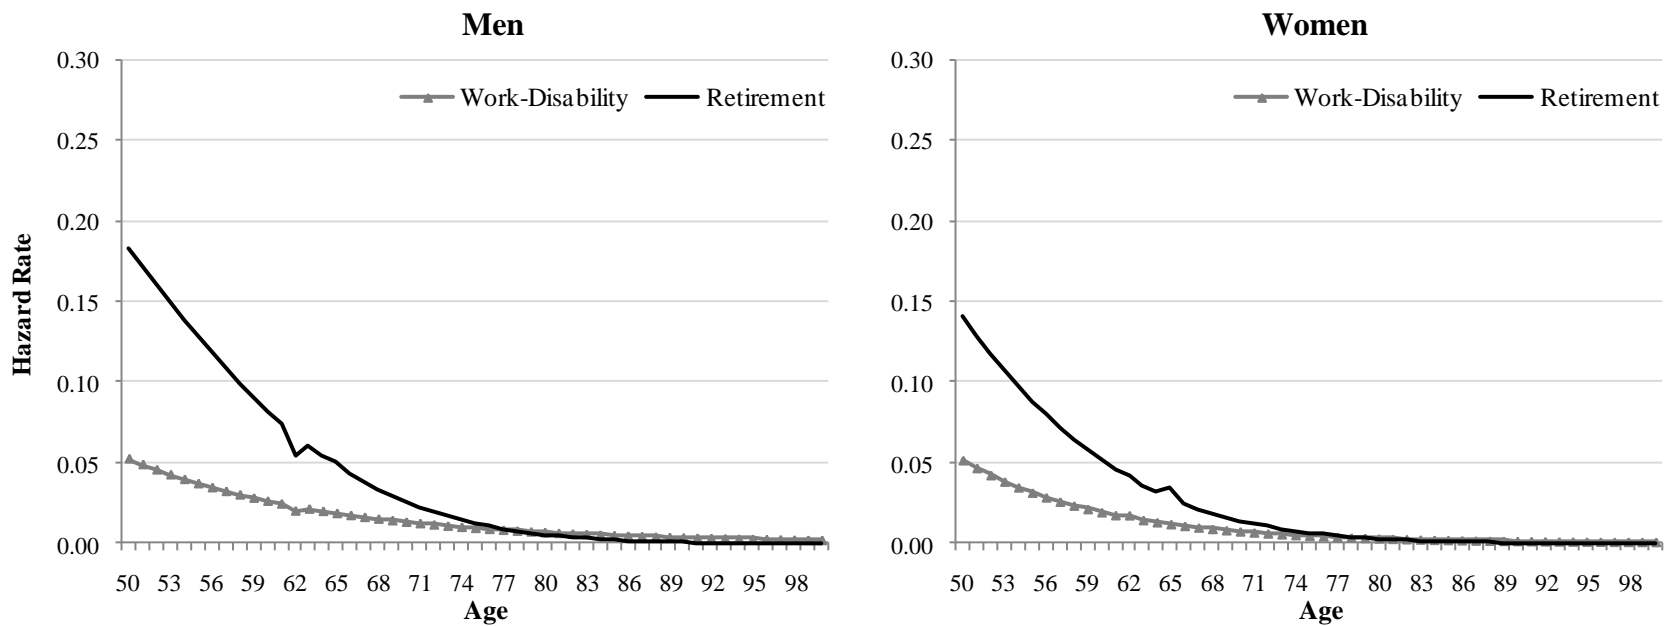 Men
0.30
Work-Disability
Retirement
0.25
0.20
Hazard Rate
0.15
0.10
0.05
0.00
50 53 56 59 62 65 68 71 74 77 80 83 86 89 92 95 98
Age
Women
0.30
Work-Disability
Retirement
0.25
0.20
0.15
0.10
0.05
0.00
50 53 56 59 62 65 68 71 74 77 80 83 86 89 92 95 98
Age